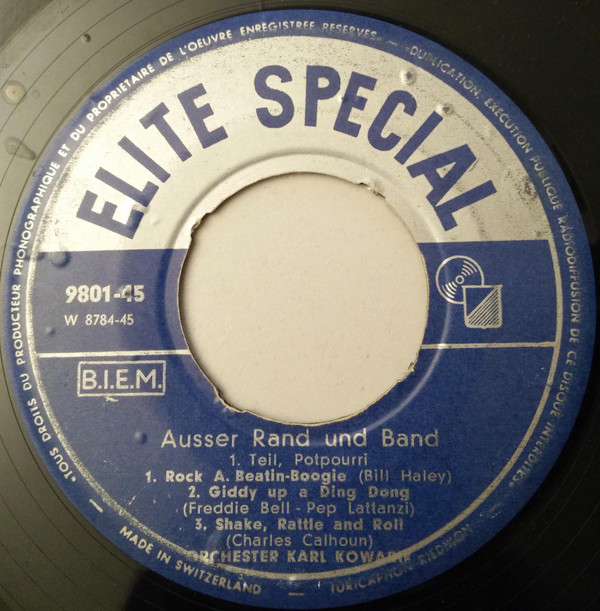 "TOUS DROITS DU PRODUCTEUR PHONOGRAPHIQUE ET DU PROPRIETAIRE DE L'OEUVRE ENREGISTREE RESERVES — DUPLICATION, EXECUTION PUBLIQUE RADIODIFFUSION DE CE DISQUE INTERDITES"
ELITE SPECIAL
9801-45
W 8784-45
B.I.E.M.
Ausser Rand und Band
1. Teil, Potpourri
1. Rock A. Beatin-Boogie (Bill Haley)
2. Giddy up a Ding Dong
(Freddie Bell - Pep Lattanzi)
3. Shake, Rattle and Roll
(Charles Calhoun)
ORCHESTER KARL
— MADE IN SWITZERLAND — TURICAPHON RIEDIKON —